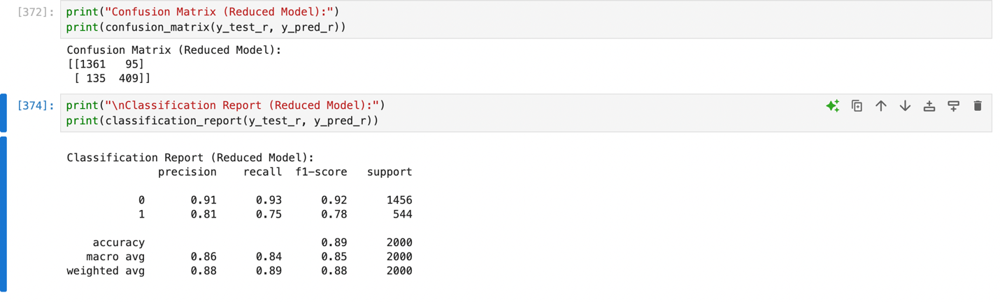 [372]: print("Confusion Matrix (Reduced Model):")
print(confusion_matrix(y_test_r, y_pred_r))
Confusion Matrix (Reduced Model):
[[1361   95]
 [ 135  409]]
[374]: print("\nClassification Report (Reduced Model):")
print(classification_report(y_test_r, y_pred_r))
Classification Report (Reduced Model):
              precision    recall  f1-score   support
           0       0.91      0.93      0.92      1456
           1       0.81      0.75      0.78       544
    accuracy                           0.89      2000
   macro avg       0.86      0.84      0.85      2000
weighted avg       0.88      0.89      0.88      2000